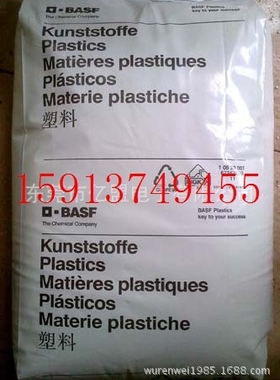 BASF
The Chemical Company
Kunststoffe
Plastics
Matières plastiques
Plásticos
Materie plastiche
塑料
15913749455
BASF
The Chemical Company
BASF Plastics
key to your success
Kunststoffe
Plastics
Matières plastiques
Plásticos
Materie plastiche
塑料
wurenwei1985.1688.com